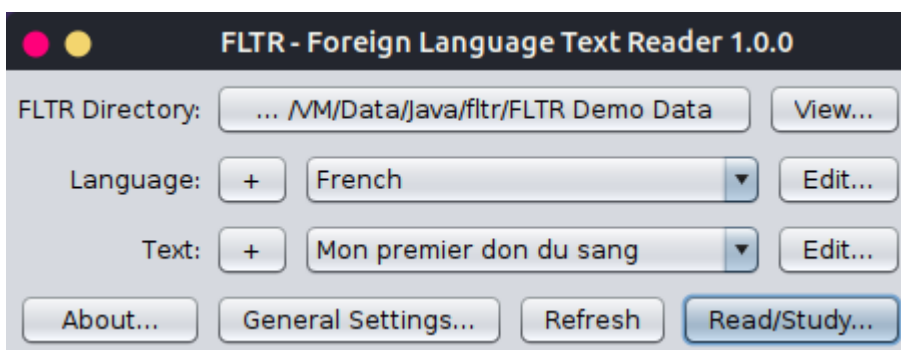 FLTR - Foreign Language Text Reader 1.0.0
FLTR Directory: ... /VM/Data/Java/fltr/FLTR Demo Data View...
Language: + French Edit...
Text: + Mon premier don du sang Edit...
About... General Settings... Refresh Read/Study...